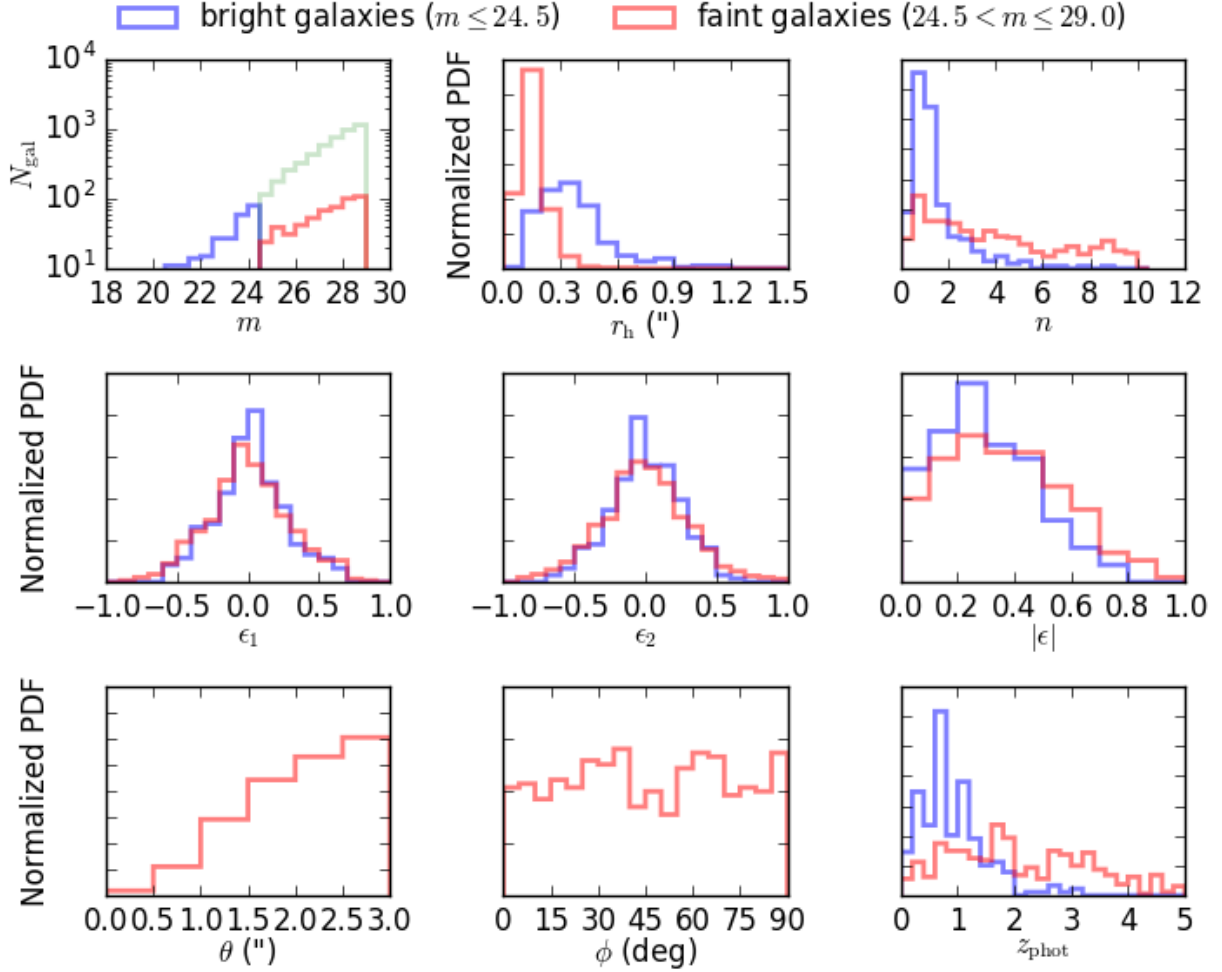 bright galaxies (m ≤ 24.5) faint galaxies (24.5 < m ≤ 29.0)
10^4
10^3
10^2
10^1
N_gal
18 20 22 24 26 28 30
m
Normalized PDF
0.0 0.3 0.6 0.9 1.2 1.5
r_h (")
0 2 4 6 8 10 12
n
Normalized PDF
−1.0 −0.5 0.0 0.5 1.0
ϵ_1
−1.0 −0.5 0.0 0.5 1.0
ϵ_2
0.0 0.2 0.4 0.6 0.8 1.0
|ϵ|
Normalized PDF
0.0 0.5 1.0 1.5 2.0 2.5 3.0
θ (")
0 15 30 45 60 75 90
ϕ (deg)
0 1 2 3 4 5
z_phot